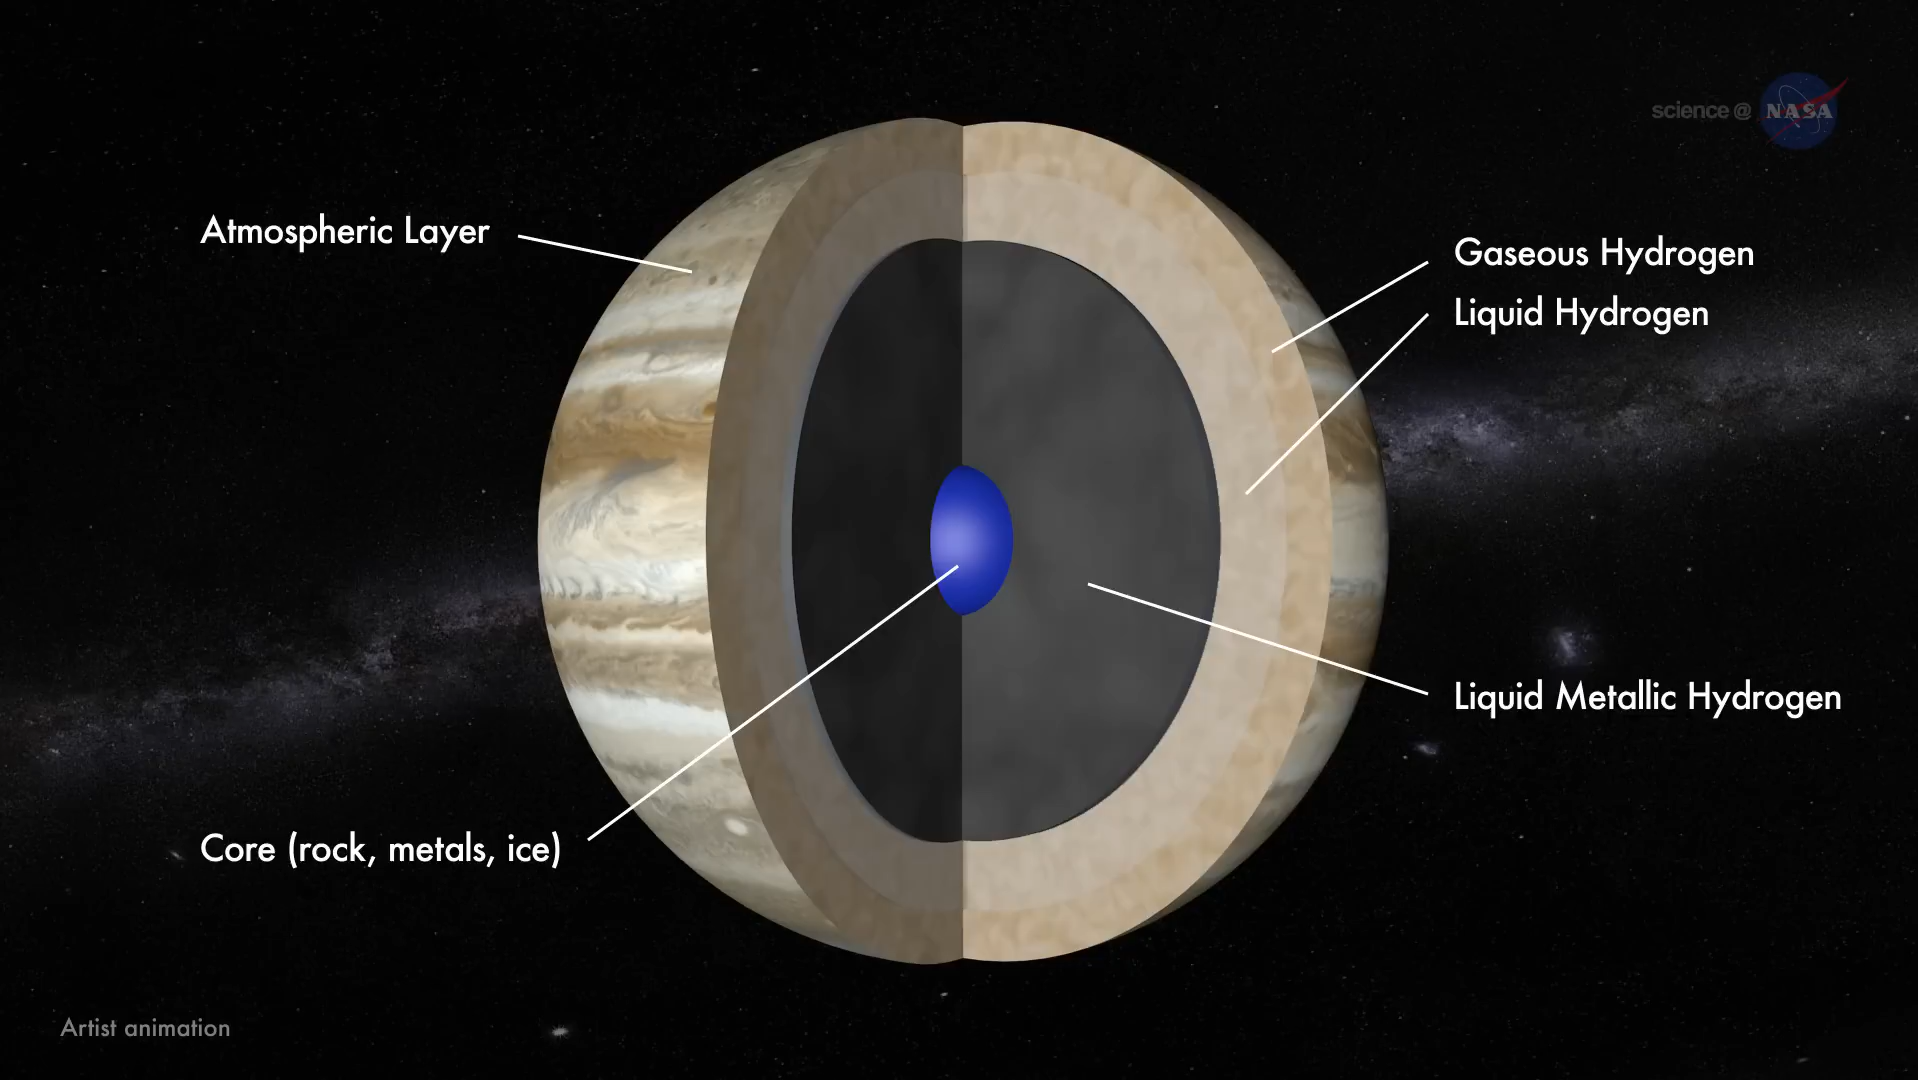 science @ NASA
Atmospheric Layer
Gaseous Hydrogen
Liquid Hydrogen
Liquid Metallic Hydrogen
Core (rock, metals, ice)
Artist animation